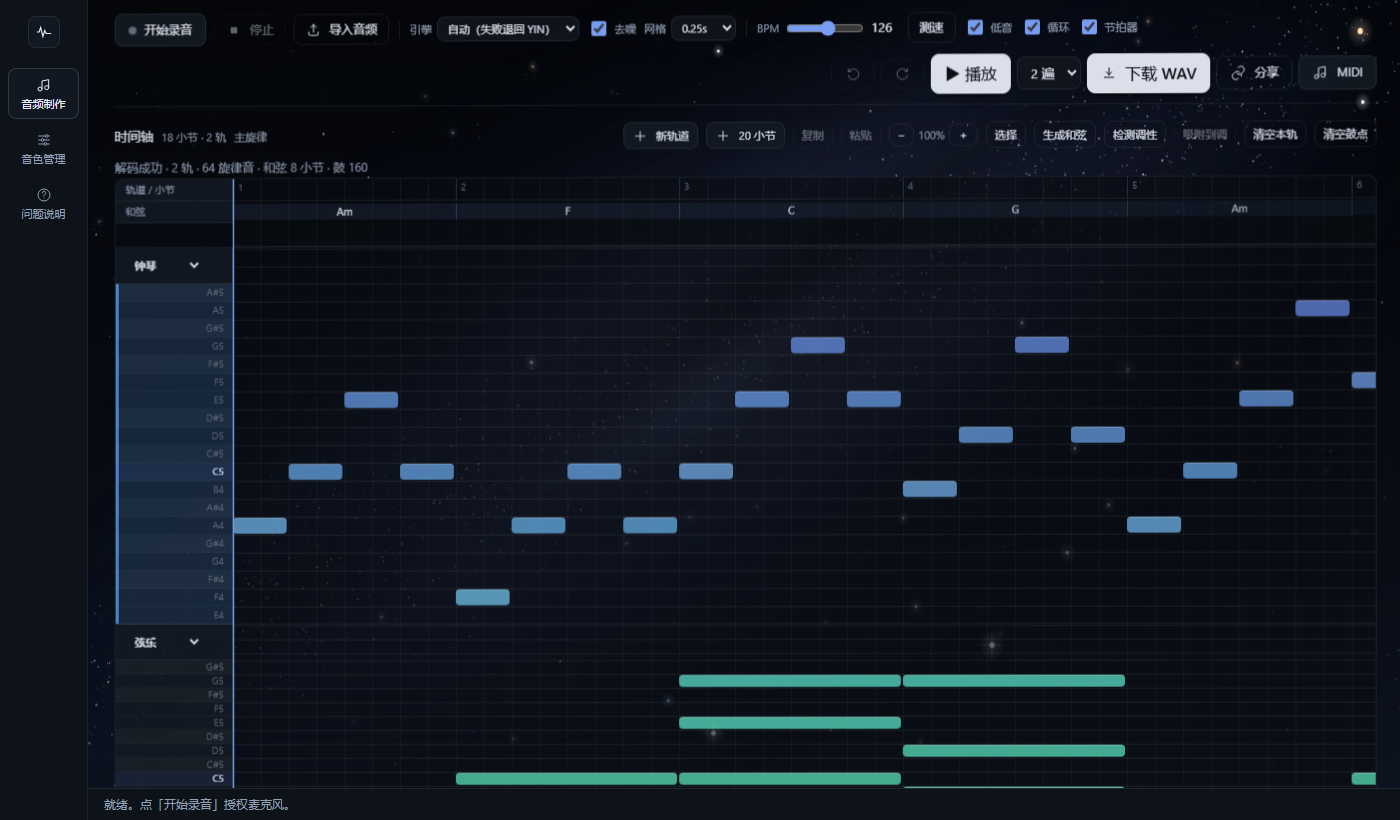 开始录音 停止 导入音频 引擎 自动（失败退回 YIN） 去噪 网格 0.25s BPM 126 测速 低音 循环 节拍器
播放 2 遍 下载 WAV 分享 MIDI
音频制作
音色管理
问题说明
时间轴 18 小节 · 2 轨 主旋律 + 新轨道 + 20 小节 复制 粘贴 − 100% + 选择 生成和弦 检测调性 吸附到调 清空本轨 清空鼓点
解码成功 · 2 轨 · 64 旋律音 · 和弦 8 小节 · 鼓 160
轨道 / 小节 1 2 3 4 5 6
和弦 Am F C G Am
钟琴
A#5
A5
G#5
G5
F#5
F5
E5
D#5
D5
C#5
C5
B4
A#4
A4
G#4
G4
F#4
F4
E4
弦乐
G#5
G5
F#5
F5
E5
D#5
D5
C#5
C5
就绪。点「开始录音」授权麦克风。